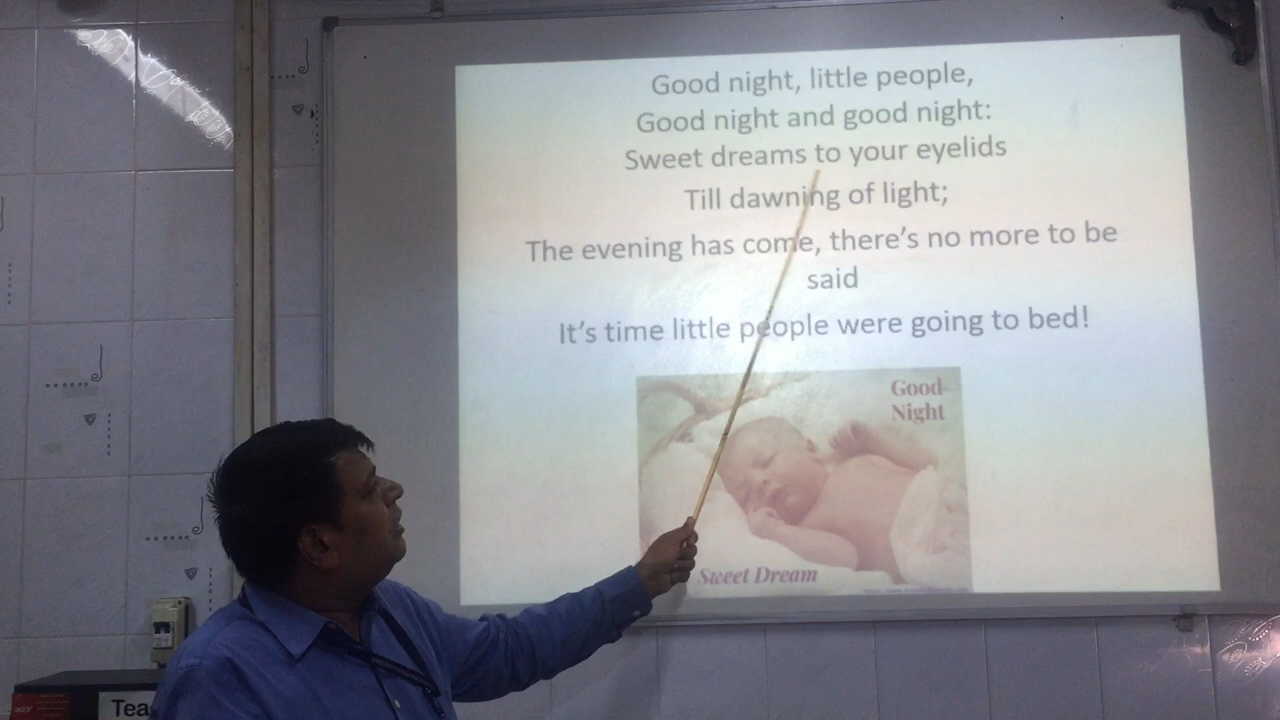 Good night, little people,
Good night and good night:
Sweet dreams to your eyelids
Till dawning of light;
The evening has come, there's no more to be
said
It's time little people were going to bed!
Good
Night
Sweet Dream
acer
Tea